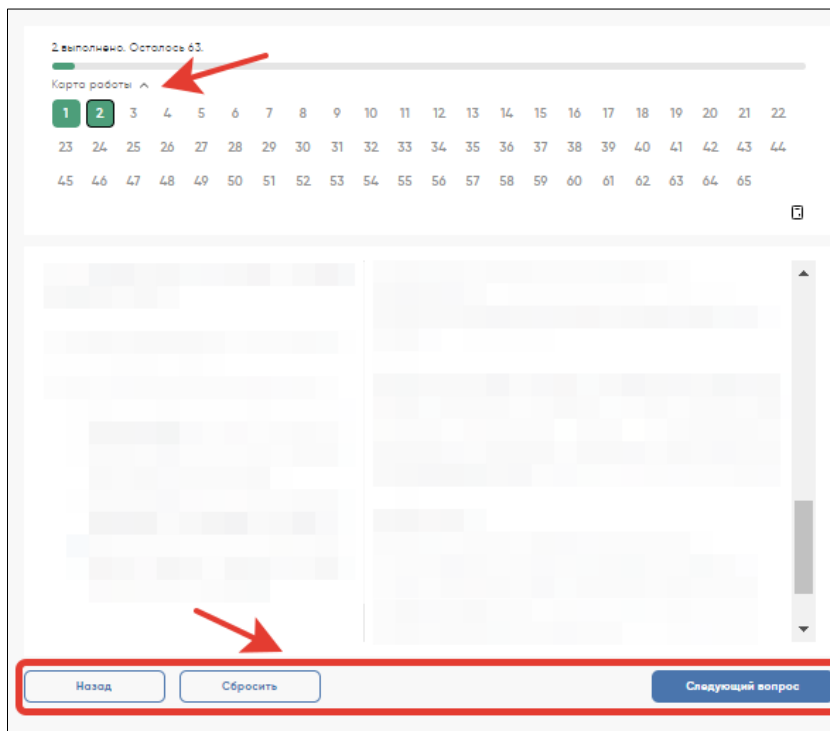 2 выполнено. Осталось 63.
Карта работы
1 2 3 4 5 6 7 8 9 10 11 12 13 14 15 16 17 18 19 20 21 22
23 24 25 26 27 28 29 30 31 32 33 34 35 36 37 38 39 40 41 42 43 44
45 46 47 48 49 50 51 52 53 54 55 56 57 58 59 60 61 62 63 64 65
Назад Сбросить Следующий вопрос